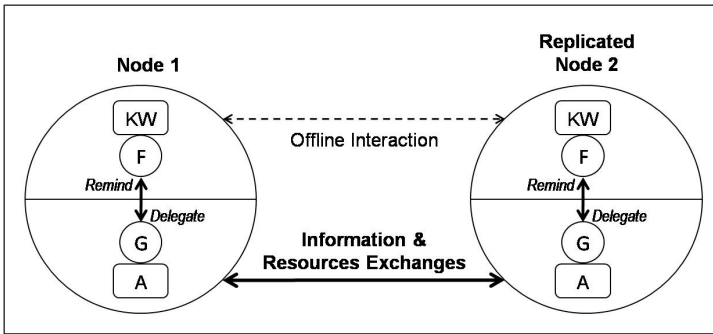 Node 1
Replicated
Node 2
KW
F
Remind
Delegate
G
A
Offline Interaction
Information &
Resources Exchanges
KW
F
Remind
Delegate
G
A